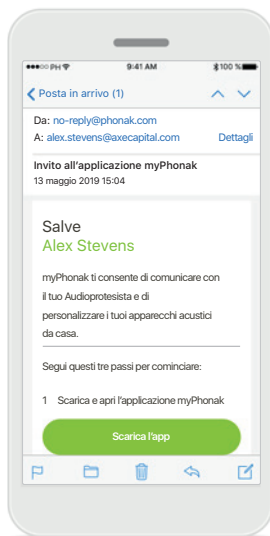 PH 9:41 AM 100 %
Posta in arrivo (1)
Da: no-reply@phonak.com
A: alex.stevens@axecapital.com Dettagli
Invito all’applicazione myPhonak
13 maggio 2019 15:04
Salve
Alex Stevens
myPhonak ti consente di comunicare con
il tuo Audioprotesista e di
personalizzare i tuoi apparecchi acustici
da casa.
Segui questi tre passi per cominciare:
1 Scarica e apri l’applicazione myPhonak
Scarica l’app